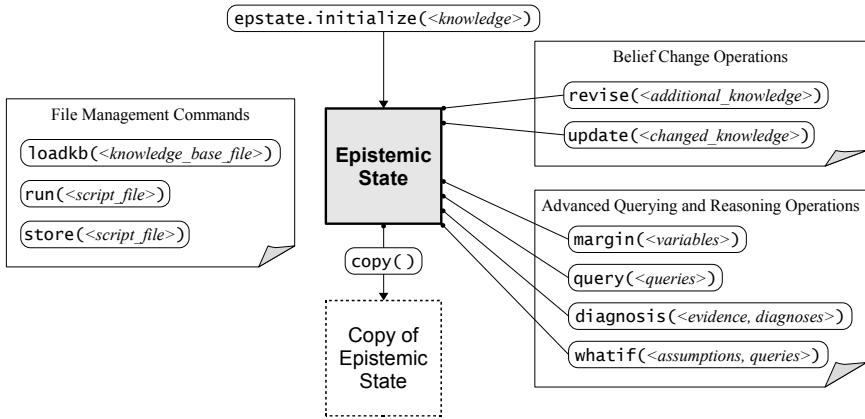 epstate.initialize(<knowledge>)
Belief Change Operations
revise(<additional_knowledge>)
update(<changed_knowledge>)
File Management Commands
loadkb(<knowledge_base_file>)
run(<script_file>)
store(<script_file>)
Epistemic
State
Advanced Querying and Reasoning Operations
margin(<variables>)
query(<queries>)
diagnosis(<evidence, diagnoses>)
whatif(<assumptions, queries>)
copy()
Copy of
Epistemic
State